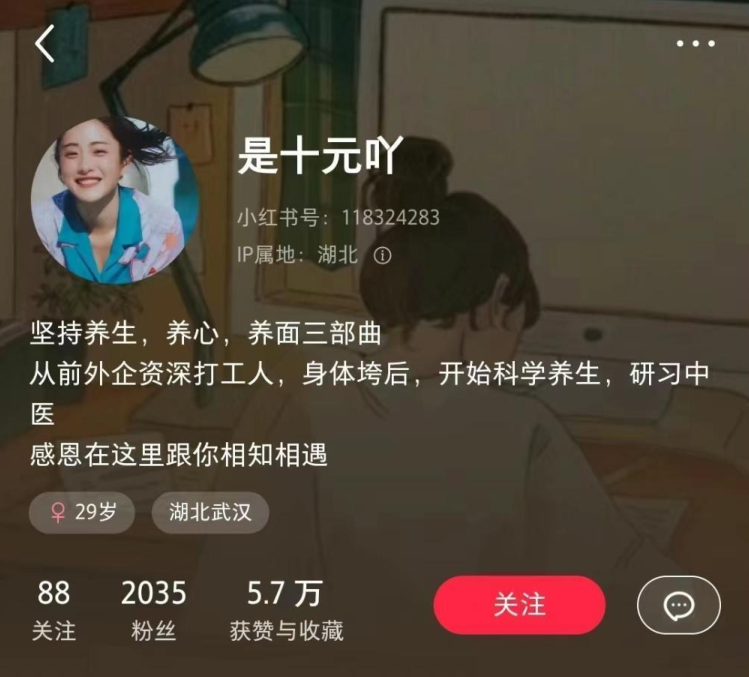 是十元吖
小红书号：118324283
IP属地：湖北
坚持养生，养心，养面三部曲
从前外企资深打工人，身体垮后，开始科学养生，研习中
医
感恩在这里跟你相知相遇
♀ 29岁 湖北武汉
88 2035 5.7 万
关注 粉丝 获赞与收藏 关注